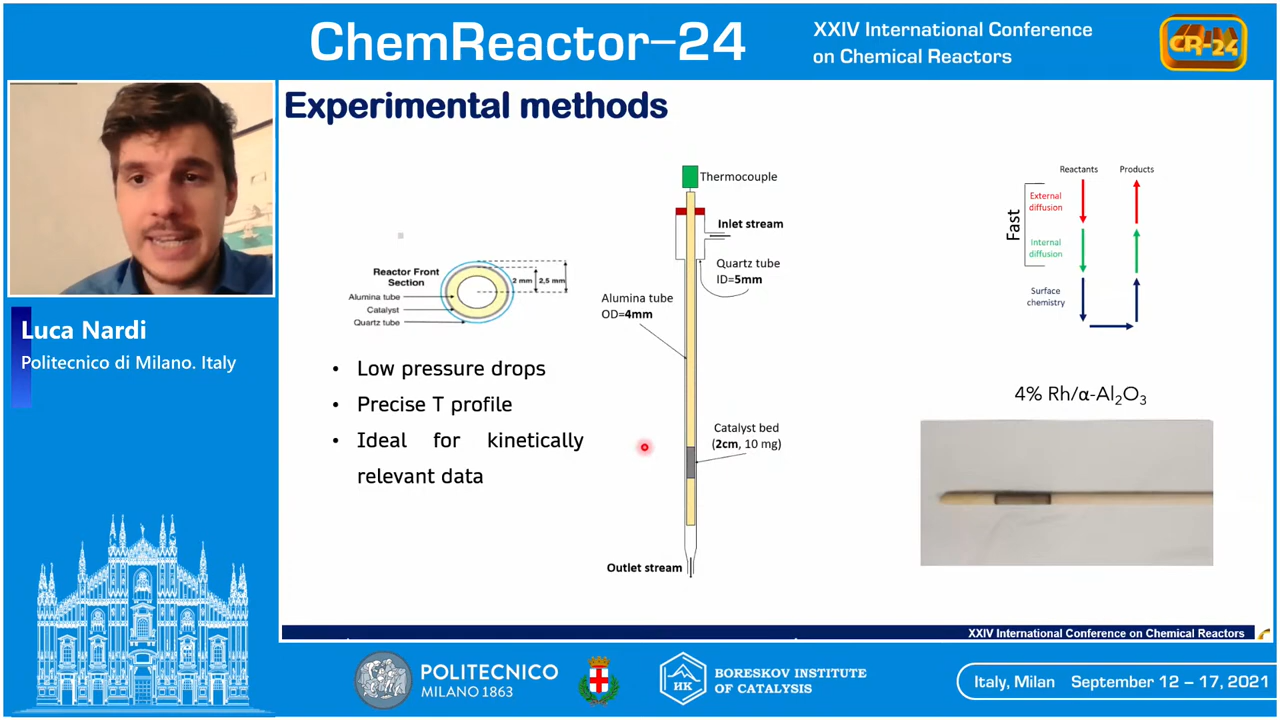 ChemReactor-24
XXIV International Conference
on Chemical Reactors
CR-24
Experimental methods
Luca Nardi
Politecnico di Milano. Italy
Reactor Front
Section
Alumina tube
Catalyst
Quartz tube
2 mm
2,5 mm
• Low pressure drops
• Precise T profile
• Ideal for kinetically
relevant data
Thermocouple
Inlet stream
Quartz tube
ID=5mm
Alumina tube
OD=4mm
Catalyst bed
(2cm, 10 mg)
Outlet stream
Reactants
Products
Fast
External
diffusion
Internal
diffusion
Surface
chemistry
4% Rh/α-Al₂O₃
XXIV International Conference on Chemical Reactors
POLITECNICO
MILANO 1863
HK
BORESKOV INSTITUTE
OF CATALYSIS
Italy, Milan September 12 – 17, 2021